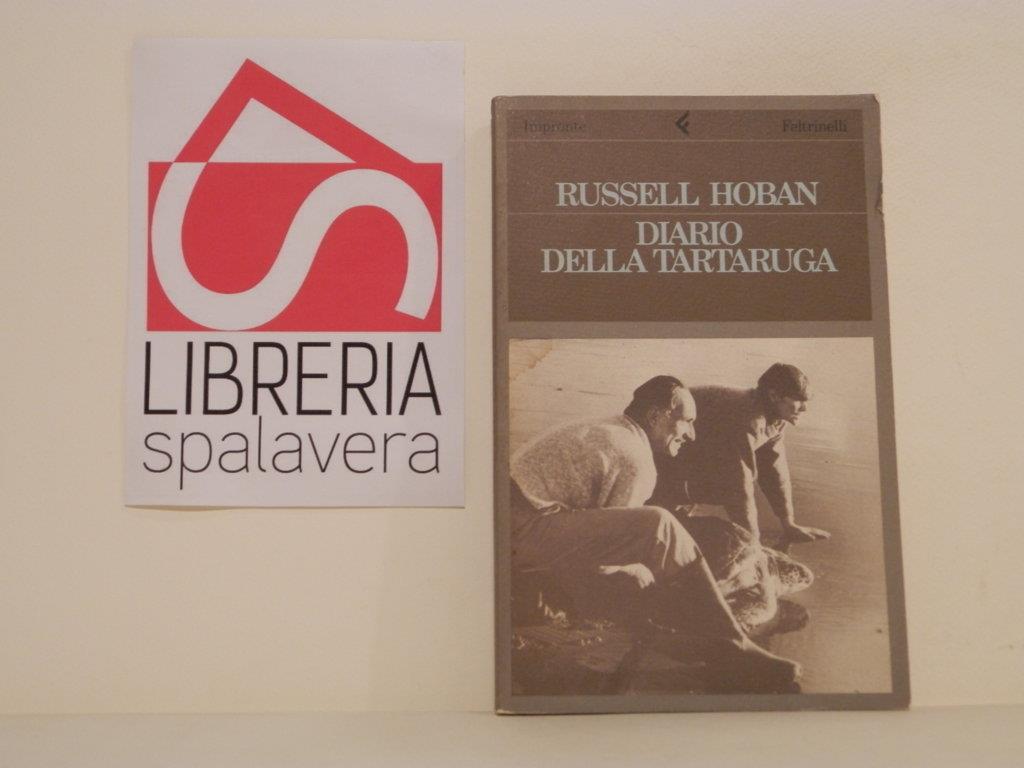 LIBRERIA
spalavera
Impronte Feltrinelli
RUSSELL HOBAN
DIARIO
DELLA TARTARUGA